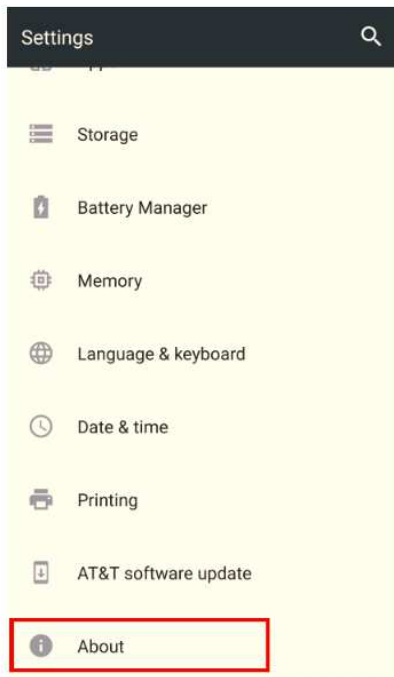 Settings
Storage
Battery Manager
Memory
Language & keyboard
Date & time
Printing
AT&T software update
About